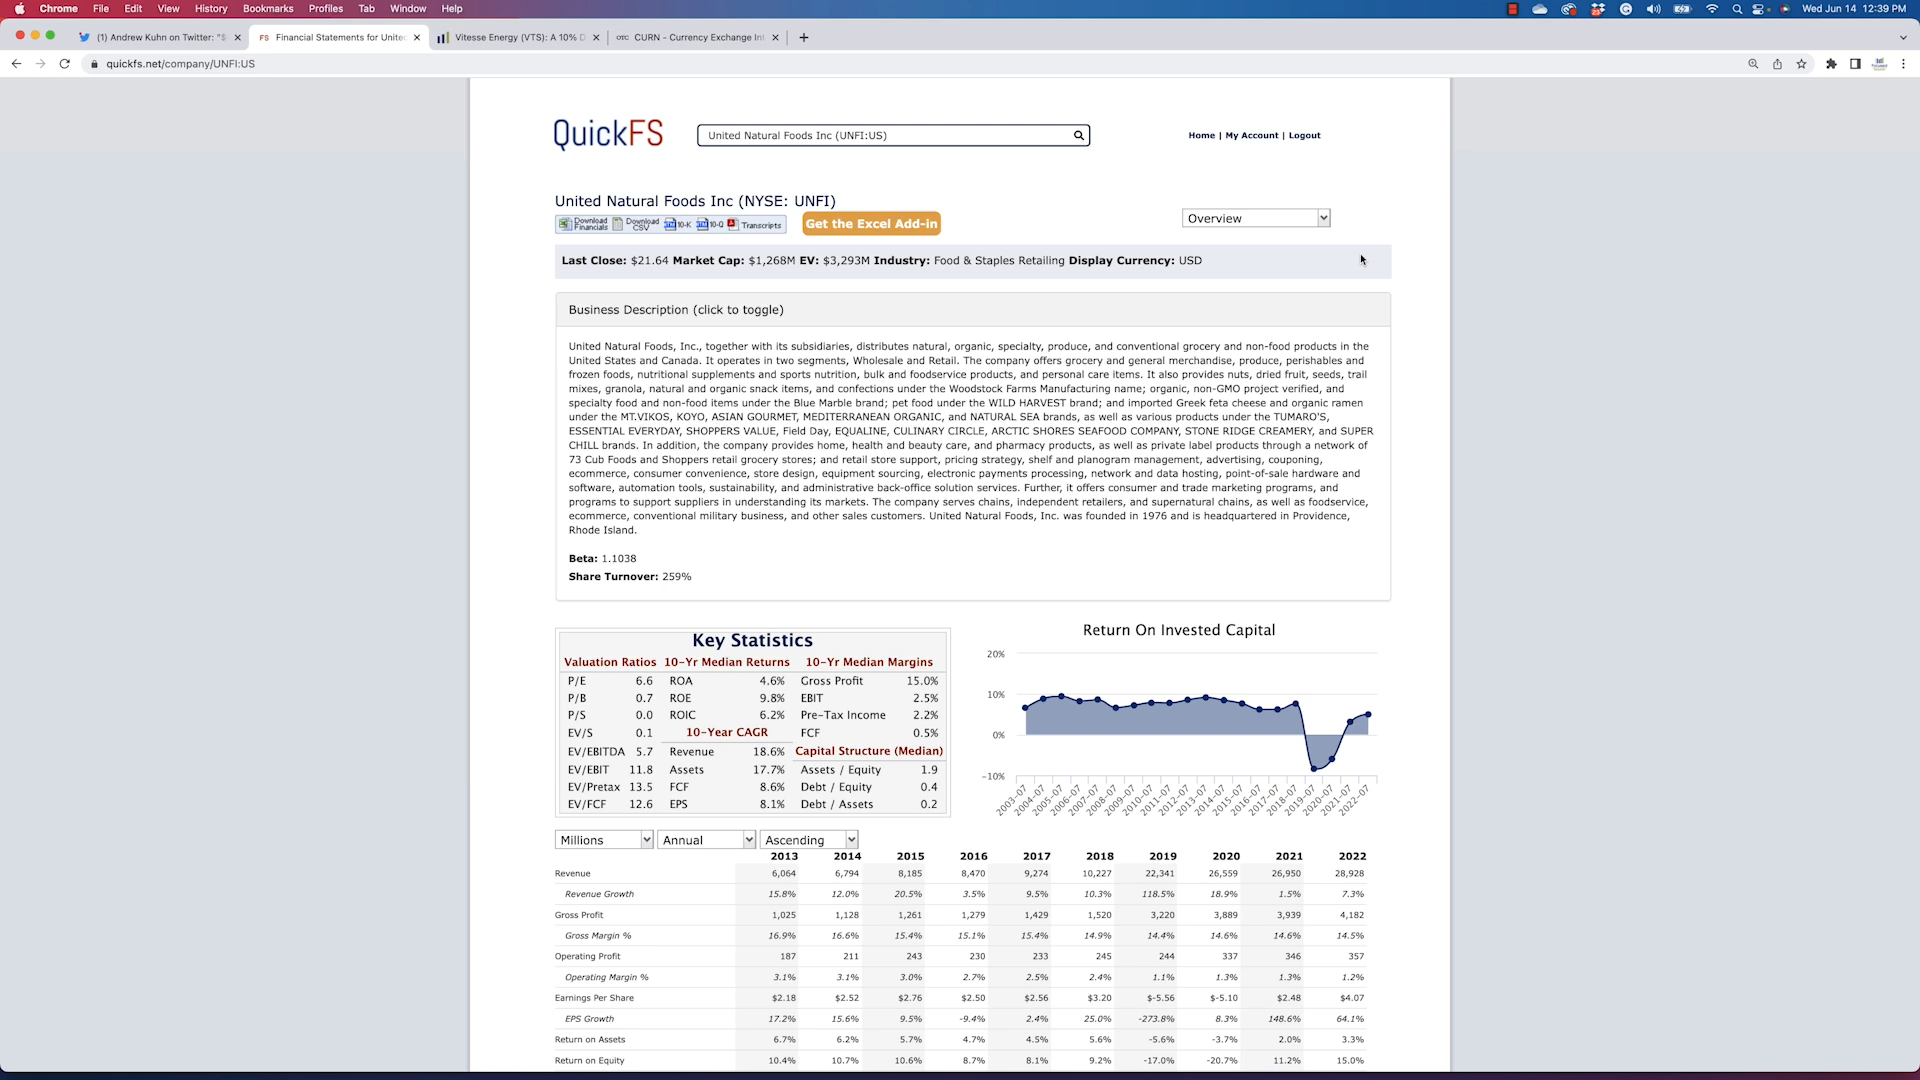 Chrome File Edit View History Bookmarks Profiles Tab Window Help Wed Jun 14 12:39 PM
(1) Andrew Kuhn on Twitter: "$ FS Financial Statements for United Vitesse Energy (VTS): A 10% D OTC CURN - Currency Exchange Int
quickfs.net/company/UNFI:US
QuickFS United Natural Foods Inc (UNFI:US) Home | My Account | Logout
United Natural Foods Inc (NYSE: UNFI)
Download Financials Download CSV 10-K 10-Q Transcripts Get the Excel Add-in Overview
Last Close: $21.64 Market Cap: $1,268M EV: $3,293M Industry: Food & Staples Retailing Display Currency: USD
Business Description (click to toggle)
United Natural Foods, Inc., together with its subsidiaries, distributes natural, organic, specialty, produce, and conventional grocery and non-food products in the
United States and Canada. It operates in two segments, Wholesale and Retail. The company offers grocery and general merchandise, produce, perishables and
frozen foods, nutritional supplements and sports nutrition, bulk and foodservice products, and personal care items. It also provides nuts, dried fruit, seeds, trail
mixes, granola, natural and organic snack items, and confections under the Woodstock Farms Manufacturing name; organic, non-GMO project verified, and
specialty food and non-food items under the Blue Marble brand; pet food under the WILD HARVEST brand; and imported Greek feta cheese and organic ramen
under the MT.VIKOS, KOYO, ASIAN GOURMET, MEDITERRANEAN ORGANIC, and NATURAL SEA brands, as well as various products under the TUMARO'S,
ESSENTIAL EVERYDAY, SHOPPERS VALUE, Field Day, EQUALINE, CULINARY CIRCLE, ARCTIC SHORES SEAFOOD COMPANY, STONE RIDGE CREAMERY, and SUPER
CHILL brands. In addition, the company provides home, health and beauty care, and pharmacy products, as well as private label products through a network of
73 Cub Foods and Shoppers retail grocery stores; and retail store support, pricing strategy, shelf and planogram management, advertising, couponing,
ecommerce, consumer convenience, store design, equipment sourcing, electronic payments processing, network and data hosting, point-of-sale hardware and
software, automation tools, sustainability, and administrative back-office solution services. Further, it offers consumer and trade marketing programs, and
programs to support suppliers in understanding its markets. The company serves chains, independent retailers, and supernatural chains, as well as foodservice,
ecommerce, conventional military business, and other sales customers. United Natural Foods, Inc. was founded in 1976 and is headquartered in Providence,
Rhode Island.
Beta: 1.1038
Share Turnover: 259%
Key Statistics
Valuation Ratios 10-Yr Median Returns 10-Yr Median Margins
P/E 6.6 ROA 4.6% Gross Profit 15.0%
P/B 0.7 ROE 9.8% EBIT 2.5%
P/S 0.0 ROIC 6.2% Pre-Tax Income 2.2%
EV/S 0.1 10-Year CAGR FCF 0.5%
EV/EBITDA 5.7 Revenue 18.6% Capital Structure (Median)
EV/EBIT 11.8 Assets 17.7% Assets / Equity 1.9
EV/Pretax 13.5 FCF 8.6% Debt / Equity 0.4
EV/FCF 12.6 EPS 8.1% Debt / Assets 0.2
Return On Invested Capital
20%
10%
0%
-10%
2003-07 2004-07 2005-07 2006-07 2007-07 2008-07 2009-07 2010-07 2011-07 2012-07 2013-07 2014-07 2015-07 2016-07 2017-07 2018-07 2019-07 2020-07 2021-07 2022-07
Millions Annual Ascending
2013 2014 2015 2016 2017 2018 2019 2020 2021 2022
Revenue 6,064 6,794 8,185 8,470 9,274 10,227 22,341 26,559 26,950 28,928
Revenue Growth 15.8% 12.0% 20.5% 3.5% 9.5% 10.3% 118.5% 18.9% 1.5% 7.3%
Gross Profit 1,025 1,128 1,261 1,279 1,429 1,520 3,220 3,889 3,939 4,182
Gross Margin % 16.9% 16.6% 15.4% 15.1% 15.4% 14.9% 14.4% 14.6% 14.6% 14.5%
Operating Profit 187 211 243 230 233 245 244 337 346 357
Operating Margin % 3.1% 3.1% 3.0% 2.7% 2.5% 2.4% 1.1% 1.3% 1.3% 1.2%
Earnings Per Share $2.18 $2.52 $2.76 $2.50 $2.56 $3.20 $-5.56 $-5.10 $2.48 $4.07
EPS Growth 17.2% 15.6% 9.5% -9.4% 2.4% 25.0% -273.8% 8.3% 148.6% 64.1%
Return on Assets 6.7% 6.2% 5.7% 4.7% 4.5% 5.6% -5.6% -3.7% 2.0% 3.3%
Return on Equity 10.4% 10.7% 10.6% 8.7% 8.1% 9.2% -17.0% -20.7% 11.2% 15.0%